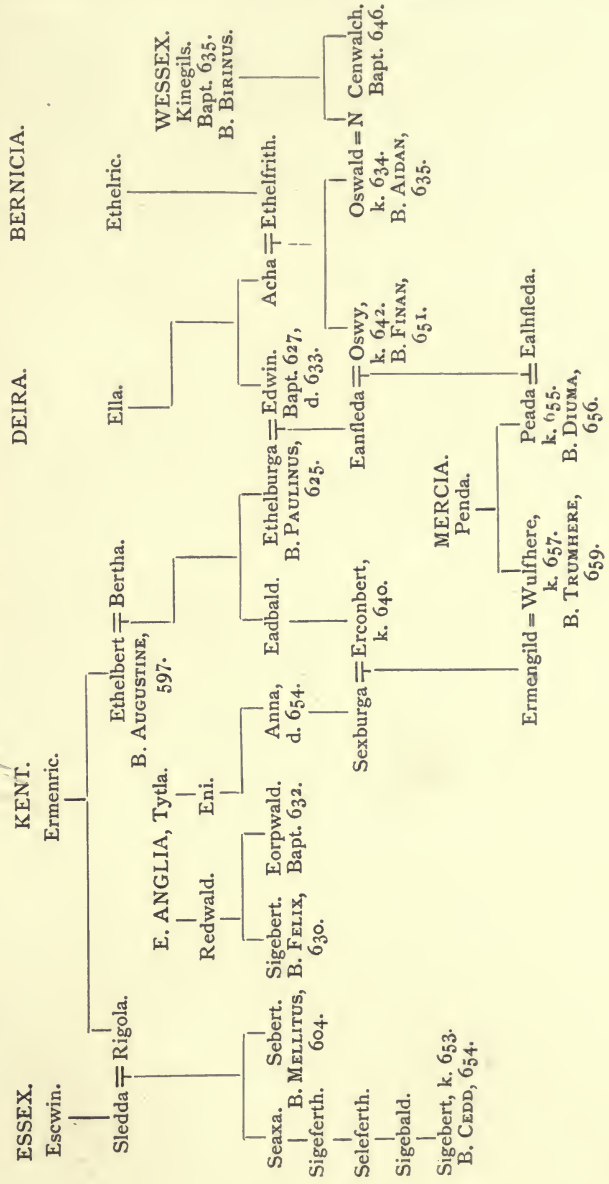 ESSEX.
Escwin.
Sledda = Rigola.
Seaxa.
Sigeferth.
Seleferth.
Sigebald.
Sigebert, k. 653.
B. CEDD, 654.
Sebert.
B. MELLITUS,
604.
KENT.
Ermenric.
Ethelbert = Bertha.
B. AUGUSTINE,
597.
E. ANGLIA, Tytla.
Redwald.
Eni.
Sigebert.
B. FELIX,
630.
Eorpwald.
Bapt. 632.
Anna,
d. 654.
Eadbald.
Ethelburga = Edwin.
B. PAULINUS,
625.
Bapt. 627,
d. 633.
Sexburga = Erconbert,
k. 640.
DEIRA.
Ella.
BERNICIA.
Ethelric.
Acha = Ethelfrith.
WESSEX.
Kinegils.
Bapt. 635.
B. BIRINUS.
Eanfleda = Oswy,
k. 642.
B. FINAN,
651.
Oswald = N
k. 634.
B. AIDAN,
635.
Cenwalch.
Bapt. 646.
MERCIA.
Penda.
Ermengild = Wulfhere,
k. 657.
B. TRUMHERE,
659.
Peada = Ealhfleda.
k. 655.
B. DIUMA,
656.